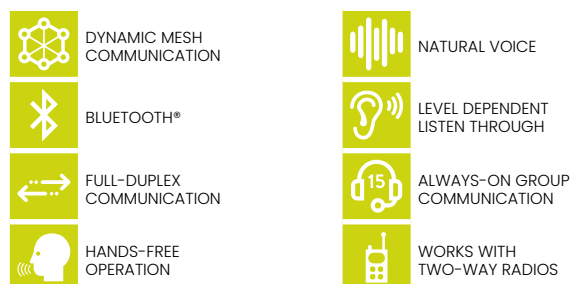 DYNAMIC MESH
COMMUNICATION
BLUETOOTH®
FULL-DUPLEX
COMMUNICATION
HANDS-FREE
OPERATION
NATURAL VOICE
LEVEL DEPENDENT
LISTEN THROUGH
15
ALWAYS-ON GROUP
COMMUNICATION
WORKS WITH
TWO-WAY RADIOS